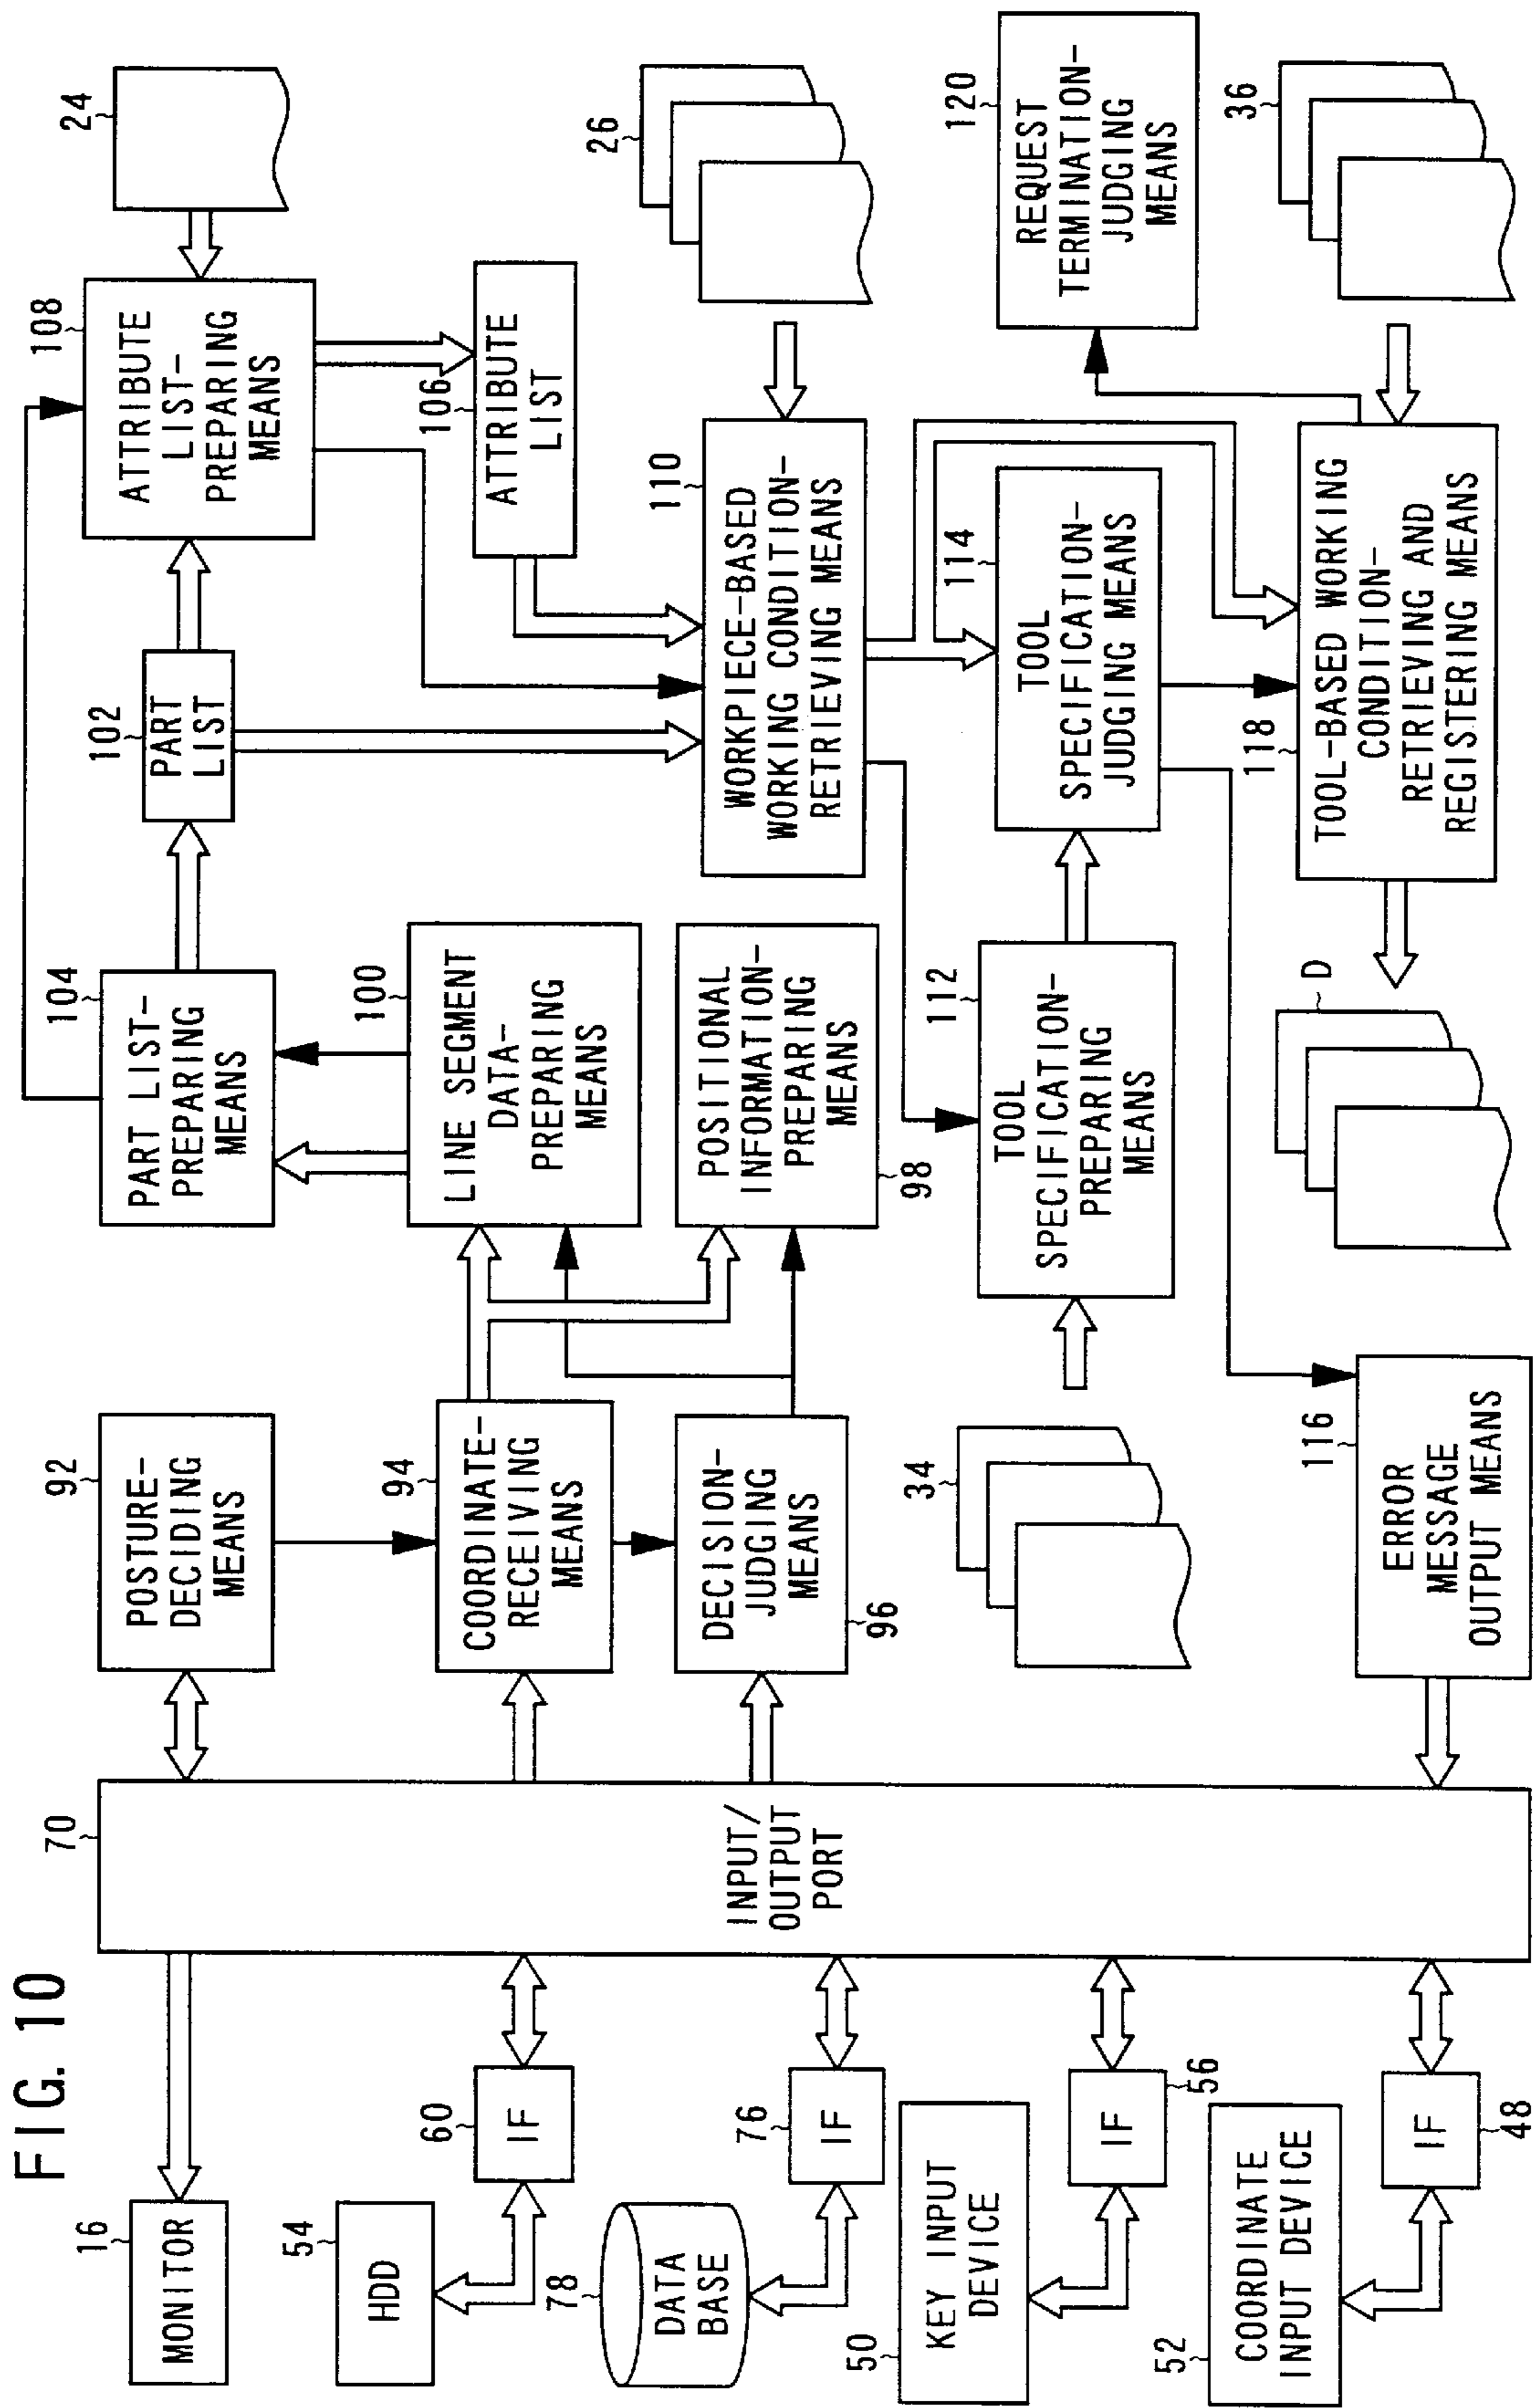 FIG. 10
16
MONITOR
54
HDD
60
IF
78
DATA
BASE
76
IF
50
KEY INPUT
DEVICE
56
IF
52
COORDINATE
INPUT DEVICE
48
IF
70
INPUT/
OUTPUT
PORT
92
POSTURE-
DECIDING
MEANS
94
COORDINATE-
RECEIVING
MEANS
96
DECISION-
JUDGING
MEANS
34
116
ERROR
MESSAGE
OUTPUT MEANS
104
PART LIST-
PREPARING
MEANS
100
LINE SEGMENT
DATA-
PREPARING
MEANS
98
POSITIONAL
INFORMATION-
PREPARING
MEANS
112
TOOL
SPECIFICATION-
PREPARING
MEANS
D
102
PART
LIST
108
ATTRIBUTE
LIST-
PREPARING
MEANS
24
106
ATTRIBUTE
LIST
110
WORKPIECE-BASED
WORKING CONDITION-
RETRIEVING MEANS
26
114
TOOL
SPECIFICATION-
JUDGING MEANS
120
REQUEST
TERMINATION-
JUDGING
MEANS
118
TOOL-BASED WORKING
CONDITION-
RETRIEVING AND
REGISTERING MEANS
36